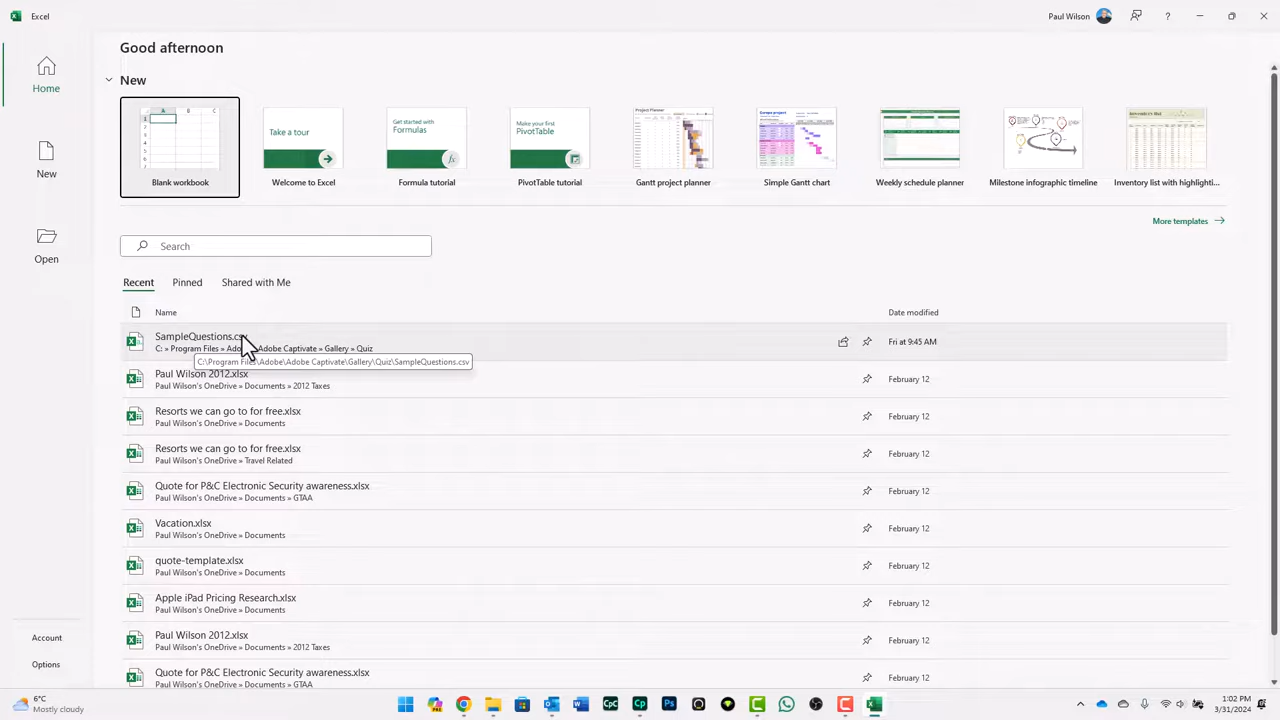 Excel
Paul Wilson
Good afternoon
Home
New
Open
New
Blank workbook
Take a tour
Welcome to Excel
Get started with
Formulas
Formula tutorial
Make your first
PivotTable
PivotTable tutorial
Project Planner
Gantt project planner
Simple Gantt chart
Weekly schedule planner
Milestone infographic timeline
Inventory list with highlighti...
More templates
Search
Recent
Pinned
Shared with Me
Name
Date modified
SampleQuestions.csv
Fri at 9:45 AM
C: » Program Files » Adobe » Adobe Captivate » Gallery » Quiz
C:\Program Files\Adobe\Adobe Captivate\Gallery\Quiz\SampleQuestions.csv
Paul Wilson 2012.xlsx
February 12
Paul Wilson's OneDrive » Documents » 2012 Taxes
Resorts we can go to for free.xlsx
February 12
Paul Wilson's OneDrive » Documents
Resorts we can go to for free.xlsx
February 12
Paul Wilson's OneDrive » Travel Related
Quote for P&C Electronic Security awareness.xlsx
February 12
Paul Wilson's OneDrive » Documents » GTAA
Vacation.xlsx
February 12
Paul Wilson's OneDrive » Documents
quote-template.xlsx
February 12
Paul Wilson's OneDrive » Documents
Apple iPad Pricing Research.xlsx
February 12
Paul Wilson's OneDrive » Documents
Paul Wilson 2012.xlsx
February 12
Paul Wilson's OneDrive » Documents » 2012 Taxes
Quote for P&C Electronic Security awareness.xlsx
February 12
Paul Wilson's OneDrive » Documents » GTAA
Account
Options
6°C
Mostly cloudy
1:02 PM
3/31/2024